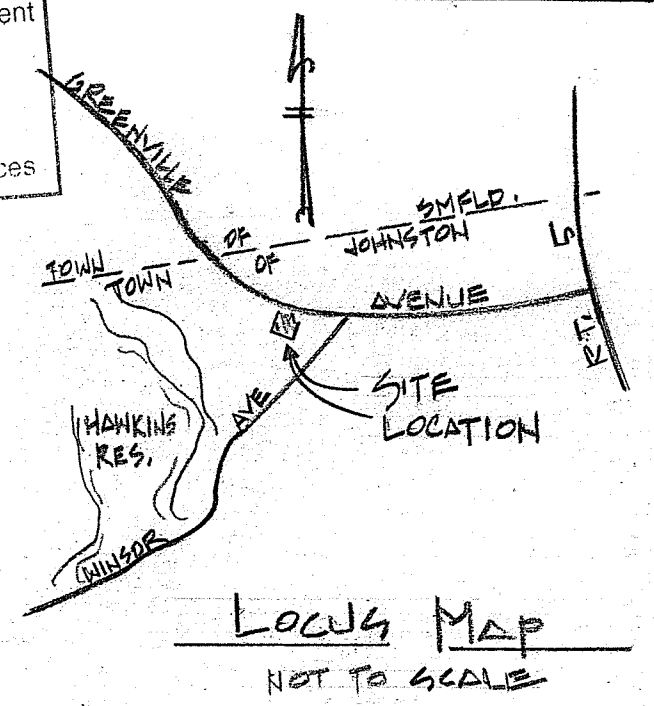 ent
ces
GREENVILLE
AVENUE
TOWN OF SMFLD.
TOWN OF JOHNSTON
RT. 5
SITE
LOCATION
HAWKINS
RES.
WINSOR AVE
LOCUS MAP
NOT TO SCALE